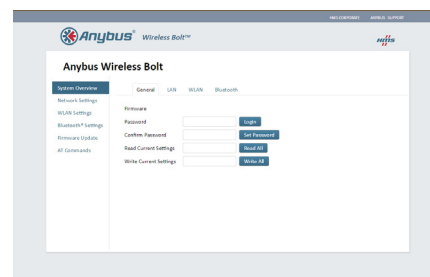 HMS CORPORATE ANYBUS SUPPORT
Anybus® Wireless Bolt™
HMS
Anybus Wireless Bolt
System Overview
General LAN WLAN Bluetooth
Network Settings
WLAN Settings
Bluetooth® Settings
Firmware Update
AT Commands
Firmware
Password Login
Confirm Password Set Password
Read Current Settings Read All
Write Current Settings Write All